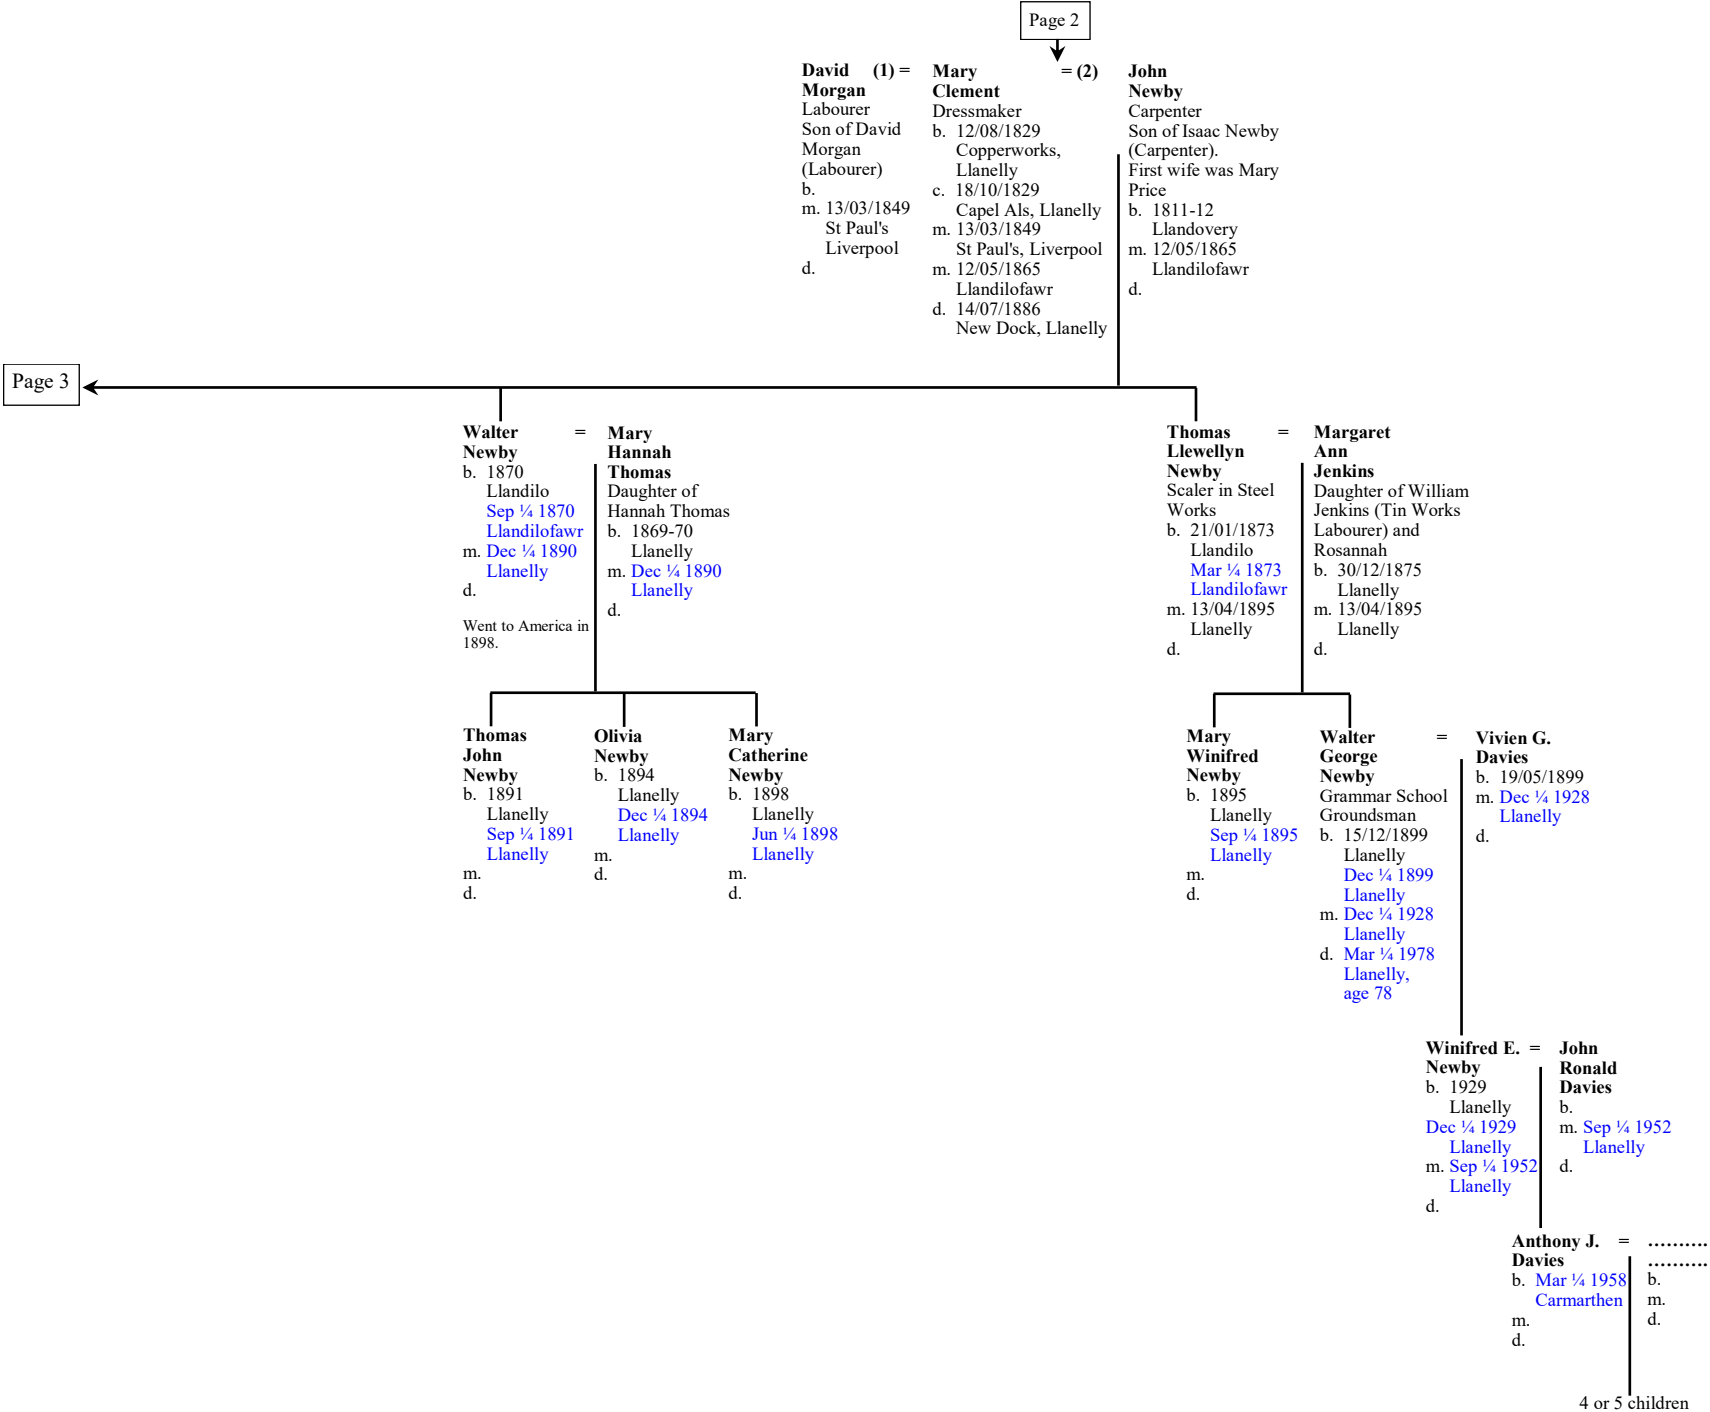 Page 2
David (1) =
Morgan
Labourer
Son of David
Morgan
(Labourer)
b.
m. 13/03/1849
St Paul's
Liverpool
d.
Mary = (2)
Clement
Dressmaker
b. 12/08/1829
Copperworks,
Llanelly
c. 18/10/1829
Capel Als, Llanelly
m. 13/03/1849
St Paul's, Liverpool
m. 12/05/1865
Llandilofawr
d. 14/07/1886
New Dock, Llanelly
John
Newby
Carpenter
Son of Isaac Newby
(Carpenter).
First wife was Mary
Price
b. 1811-12
Llandovery
m. 12/05/1865
Llandilofawr
d.
Page 3
Walter =
Newby
b. 1870
Llandilo
Sep ¼ 1870
Llandilofawr
m. Dec ¼ 1890
Llanelly
d.
Went to America in
1898.
Mary
Hannah
Thomas
Daughter of
Hannah Thomas
b. 1869-70
Llanelly
m. Dec ¼ 1890
Llanelly
d.
Thomas =
Llewellyn
Newby
Scaler in Steel
Works
b. 21/01/1873
Llandilo
Mar ¼ 1873
Llandilofawr
m. 13/04/1895
Llanelly
d.
Margaret
Ann
Jenkins
Daughter of William
Jenkins (Tin Works
Labourer) and
Rosannah
b. 30/12/1875
Llanelly
m. 13/04/1895
Llanelly
d.
Thomas
John
Newby
b. 1891
Llanelly
Sep ¼ 1891
Llanelly
m.
d.
Olivia
Newby
b. 1894
Llanelly
Dec ¼ 1894
Llanelly
m.
d.
Mary
Catherine
Newby
b. 1898
Llanelly
Jun ¼ 1898
Llanelly
m.
d.
Mary
Winifred
Newby
b. 1895
Llanelly
Sep ¼ 1895
Llanelly
m.
d.
Walter =
George
Newby
Grammar School
Groundsman
b. 15/12/1899
Llanelly
Dec ¼ 1899
Llanelly
m. Dec ¼ 1928
Llanelly
d. Mar ¼ 1978
Llanelly,
age 78
Vivien G.
Davies
b. 19/05/1899
m. Dec ¼ 1928
Llanelly
d.
Winifred E. =
Newby
b. 1929
Llanelly
Dec ¼ 1929
Llanelly
m. Sep ¼ 1952
Llanelly
d.
John
Ronald
Davies
b.
m. Sep ¼ 1952
Llanelly
d.
Anthony J. =
Davies
b. Mar ¼ 1958
Carmarthen
m.
d.
..........
..........
b.
m.
d.
4 or 5 children